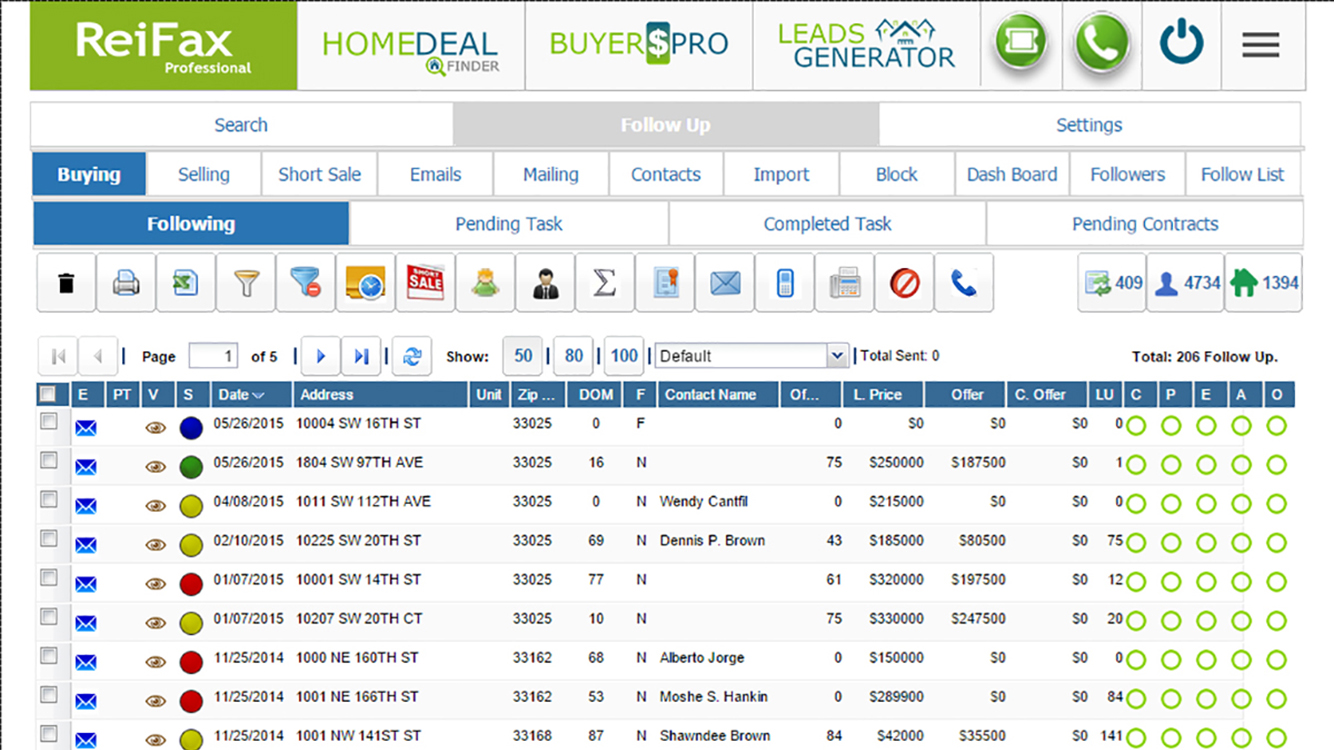 ReiFax Professional
HOMEDEAL FINDER
BUYER$PRO
LEADS GENERATOR
Search Follow Up Settings
Buying Selling Short Sale Emails Mailing Contacts Import Block Dash Board Followers Follow List
Following Pending Task Completed Task Pending Contracts
SHORT SALE Σ 409 4734 1394
Page 1 of 5 Show: 50 80 100 Default Total Sent: 0 Total: 206 Follow Up.
E PT V S Date Address Unit Zip ... DOM F Contact Name Of... L. Price Offer C. Offer LU C P E A O
05/26/2015 10004 SW 16TH ST 33025 0 F 0 $0 $0 $0 0
05/26/2015 1804 SW 97TH AVE 33025 16 N 75 $250000 $187500 $0 1
04/08/2015 1011 SW 112TH AVE 33025 0 N Wendy Cantfil 0 $215000 $0 $0 0
02/10/2015 10225 SW 20TH ST 33025 69 N Dennis P. Brown 43 $185000 $80500 $0 75
01/07/2015 10001 SW 14TH ST 33025 77 N 61 $320000 $197500 $0 12
01/07/2015 10207 SW 20TH CT 33025 10 N 75 $330000 $247500 $0 20
11/25/2014 1000 NE 160TH ST 33162 68 N Alberto Jorge 0 $150000 $0 $0 0
11/25/2014 1001 NE 166TH ST 33162 53 N Moshe S. Hankin 0 $289900 $0 $0 84
11/25/2014 1001 NW 141ST ST 33168 87 N Shawndee Brown 84 $42000 $35500 $0 141